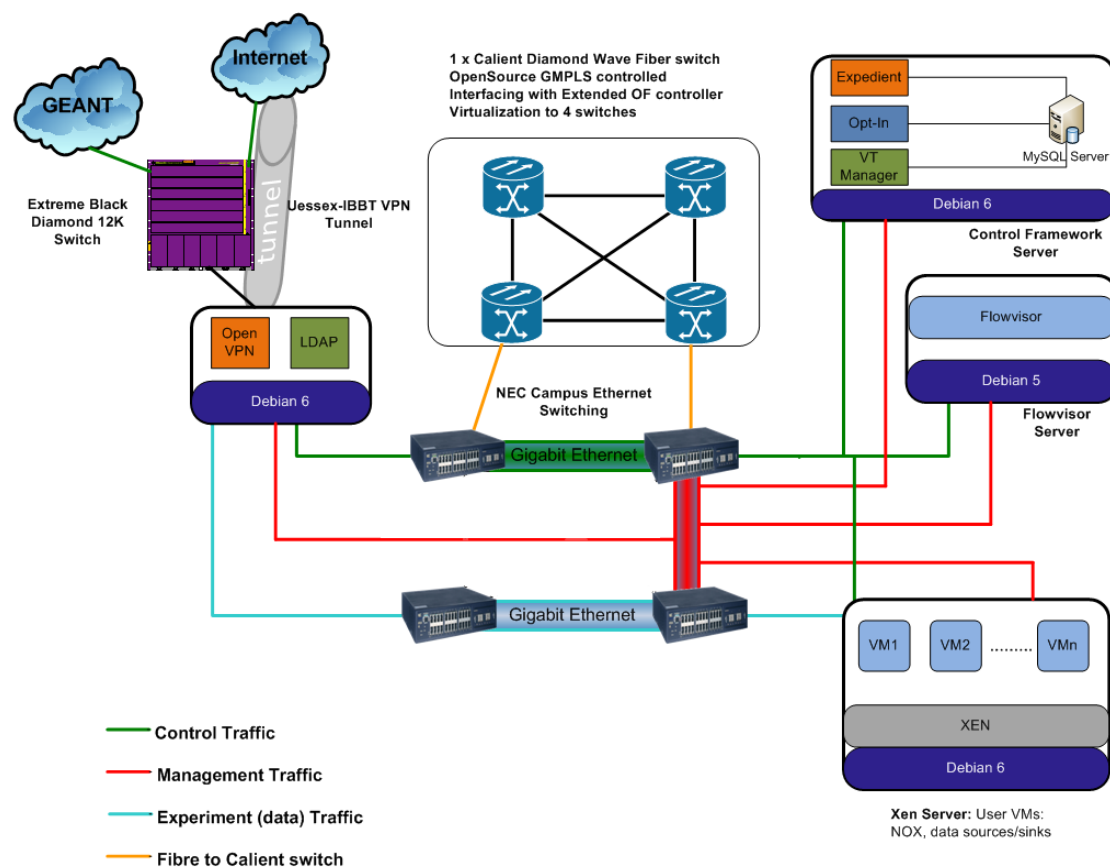 Internet
GEANT
Extreme Black
Diamond 12K
Switch
tunnel
Uessex-IBBT VPN
Tunnel
1 x Calient Diamond Wave Fiber switch
OpenSource GMPLS controlled
Interfacing with Extended OF controller
Virtualization to 4 switches
Expedient
Opt-In
VT
Manager
MySQL Server
Debian 6
Control Framework
Server
Flowvisor
Debian 5
Flowvisor
Server
Open
VPN
LDAP
Debian 6
NEC Campus Ethernet
Switching
Gigabit Ethernet
Gigabit Ethernet
VM1
VM2
.........
VMn
XEN
Debian 6
Xen Server: User VMs:
NOX, data sources/sinks
Control Traffic
Management Traffic
Experiment (data) Traffic
Fibre to Calient switch